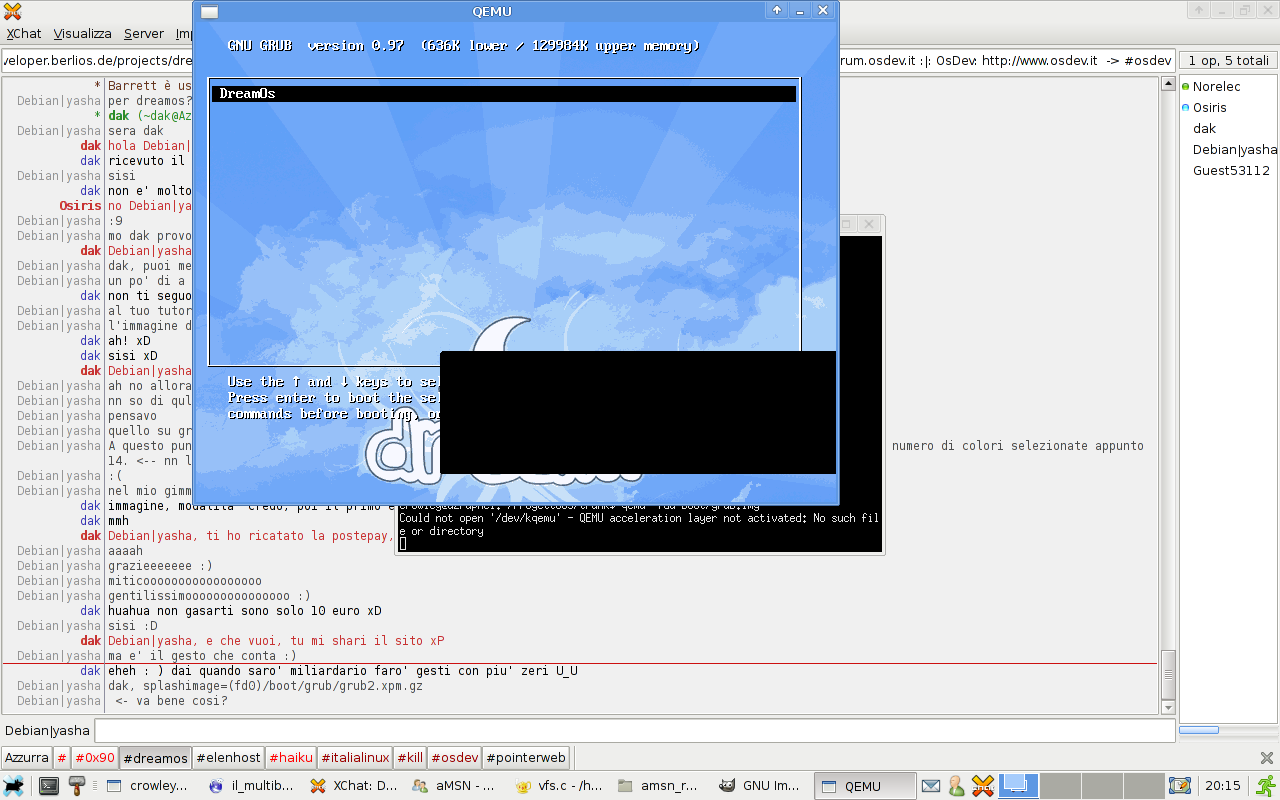 QEMU
XChat Visualizza Server
GNU GRUB version 0.97 (636K lower / 129984K upper memory)
veloper.berlios.de/projects/dre
rum.osdev.it :|: OsDev: http://www.osdev.it -> #osdev
1 op, 5 totali
DreamOs
Norelec
Osiris
dak
Debian|yasha
Guest53112
* Barrett è us
Debian|yasha per dreamos?
* dak (~dak@Az
Debian|yasha sera dak
dak hola Debian|
dak ricevuto il
Debian|yasha sisi
dak non e' molto
Osiris no Debian|ya
Debian|yasha :9
Debian|yasha mo dak provo
dak Debian|yasha
Debian|yasha dak, puoi me
Debian|yasha un po' di a
dak non ti seguo
Debian|yasha al tuo tutor
Debian|yasha l'immagine d
dak ah! xD
dak sisi xD
dak Debian|yasha
Debian|yasha ah no allora
Debian|yasha nn so di qul
Debian|yasha pensavo
Debian|yasha quello su gr
Debian|yasha A questo pun
numero di colori selezionate appunto
14. <-- nn l
Debian|yasha :(
Debian|yasha nel mio gimm
Use the ↑ and ↓ keys to sel
Press enter to boot the sel
commands before booting, or
dak immagine, modalita' credo, poi il primo e
dak mmh
dak Debian|yasha, ti ho ricatato la postepay,
Debian|yasha aaaah
Debian|yasha grazieeeeeee :)
Debian|yasha miticooooooooooooooooo
Debian|yasha gentilissimooooooooooooooo :)
dak huahua non gasarti sono solo 10 euro xD
Debian|yasha sisi :D
dak Debian|yasha, e che vuoi, tu mi shari il sito xP
Debian|yasha ma e' il gesto che conta :)
dak eheh : ) dai quando saro' miliardario faro' gesti con piu' zeri U_U
Debian|yasha dak, splashimage=(fd0)/boot/grub/grub2.xpm.gz
Debian|yasha <- va bene cosi?
Could not open '/dev/kqemu' - QEMU acceleration layer not activated: No such fil
e or directory
Debian|yasha
Azzurra # #0x90 #dreamos #elenhost #haiku #italialinux #kill #osdev #pointerweb
crowley... il_multib... XChat: D... aMSN - ... vfs.c - /h... amsn_r... GNU Im... QEMU 20:15